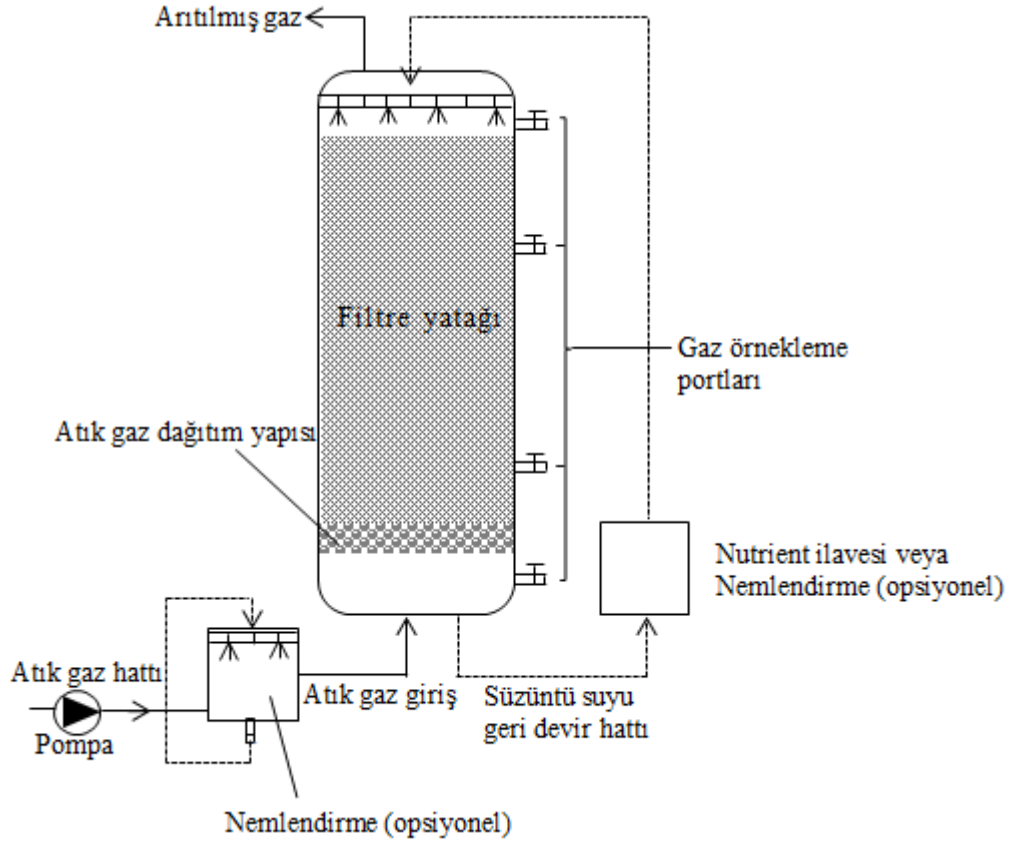 Arıtılmış gaz
Filtre yatağı
Gaz örnekleme
portları
Atık gaz dağıtım yapısı
Nutrient ilavesi veya
Nemlendirme (opsiyonel)
Atık gaz hattı
Atık gaz giriş
Süzüntü suyu
geri devir hattı
Pompa
Nemlendirme (opsiyonel)